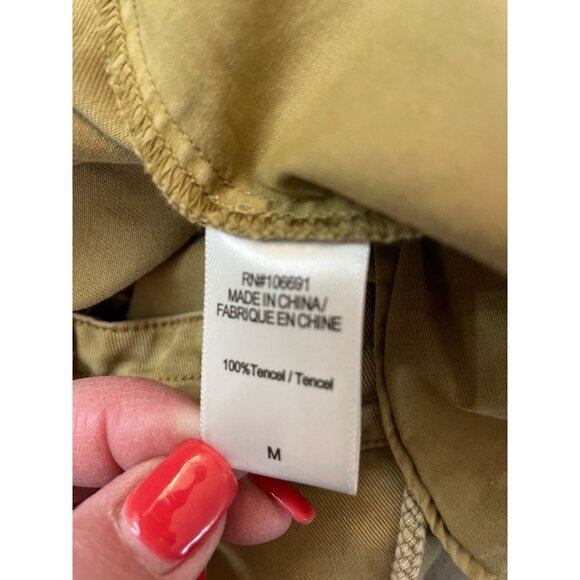 RN#106691
MADE IN CHINA/
FABRIQUE EN CHINE
100%Tencel / Tencel
M